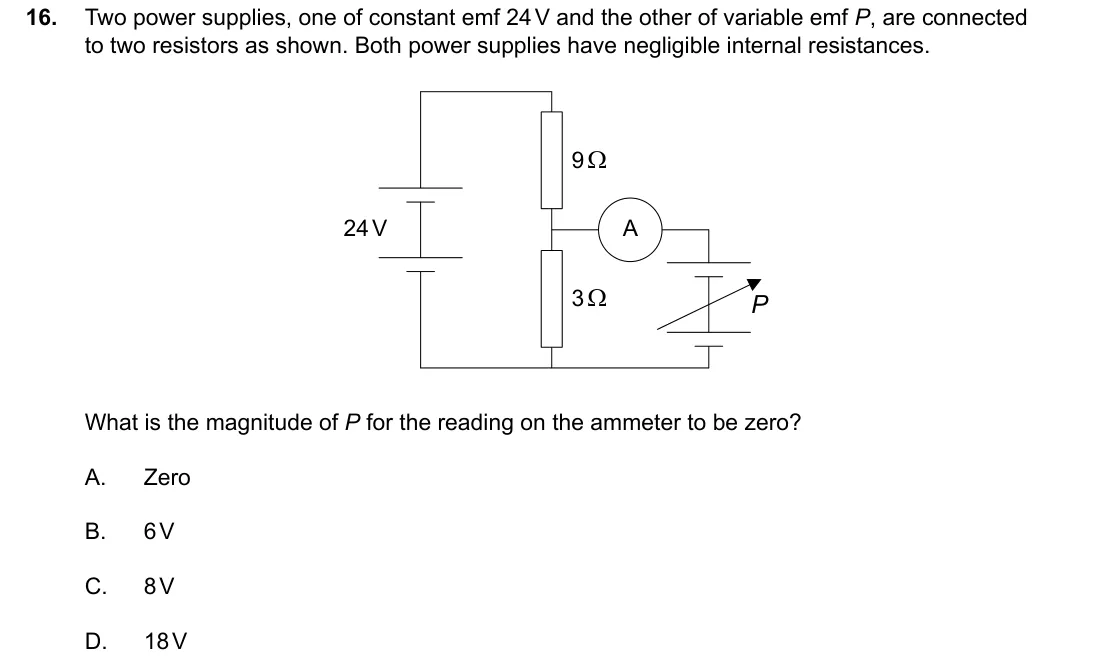 16. Two power supplies, one of constant emf 24 V and the other of variable emf P, are connected
to two resistors as shown. Both power supplies have negligible internal resistances.
9 Ω
24 V
A
3 Ω
P
What is the magnitude of P for the reading on the ammeter to be zero?
A. Zero
B. 6 V
C. 8 V
D. 18 V